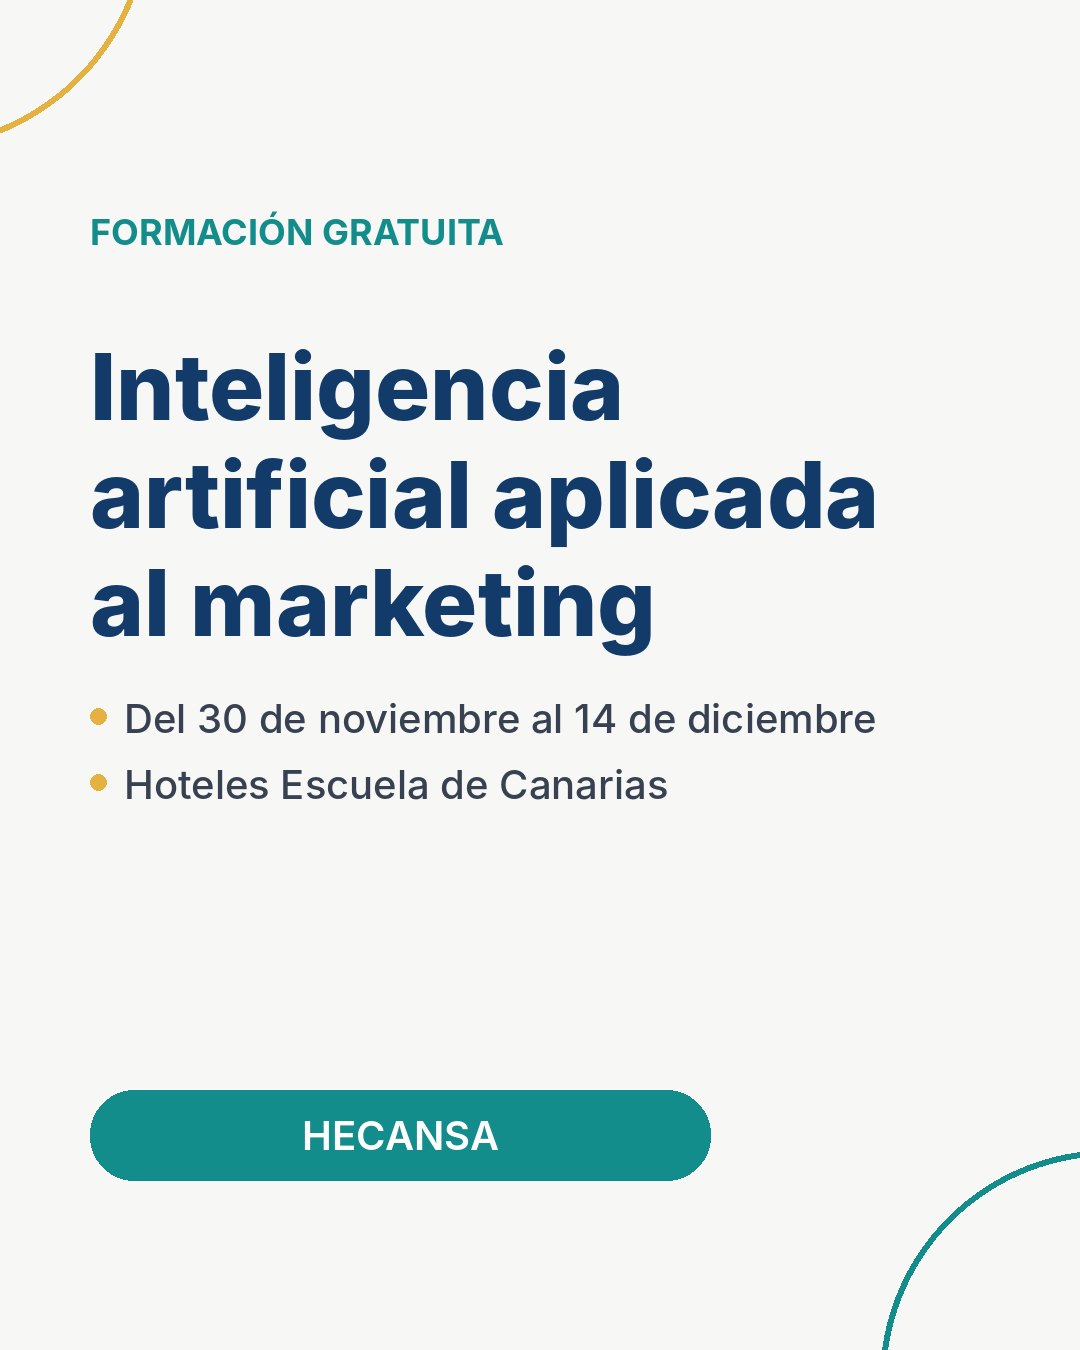 FORMACIÓN GRATUITA
Inteligencia
artificial aplicada
al marketing
Del 30 de noviembre al 14 de diciembre
Hoteles Escuela de Canarias
HECANSA